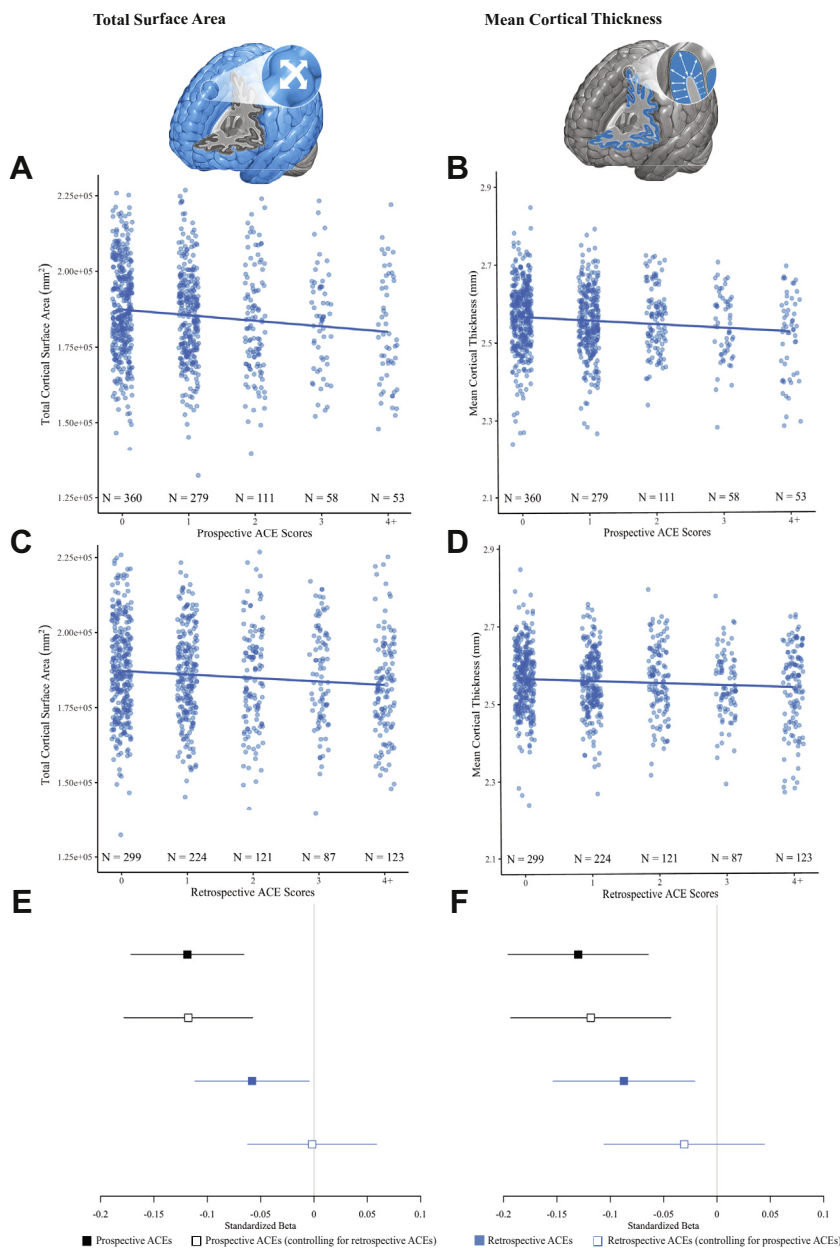 Total Surface Area
Mean Cortical Thickness
A
Total Cortical Surface Area (mm²)
2.25e+05
2.00e+05
1.75e+05
1.50e+05
1.25e+05
N = 360 N = 279 N = 111 N = 58 N = 53
0 1 2 3 4+
Prospective ACE Scores
B
Mean Cortical Thickness (mm)
2.9
2.7
2.5
2.3
2.1
N = 360 N = 279 N = 111 N = 58 N = 53
0 1 2 3 4+
Prospective ACE Scores
C
Total Cortical Surface Area (mm²)
2.25e+05
2.00e+05
1.75e+05
1.50e+05
1.25e+05
N = 299 N = 224 N = 121 N = 87 N = 123
0 1 2 3 4+
Retrospective ACE Scores
D
Mean Cortical Thickness (mm)
2.9
2.7
2.5
2.3
2.1
N = 299 N = 224 N = 121 N = 87 N = 123
0 1 2 3 4+
Retrospective ACE Scores
E
-0.2 -0.15 -0.1 -0.05 0 0.05 0.1
Standardized Beta
F
-0.2 -0.15 -0.1 -0.05 0 0.05 0.1
Standardized Beta
Prospective ACEs Prospective ACEs (controlling for retrospective ACEs) Retrospective ACEs Retrospective ACEs (controlling for prospective ACEs)